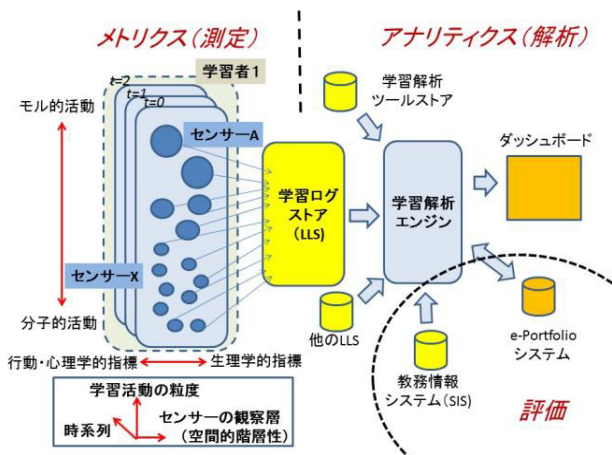 メトリクス(測定)
アナリティクス(解析)
学習者1
t=2
t=1
t=0
モル的活動
センサーA
学習解析
ツールストア
ダッシュボード
学習ログ
ストア
(LLS)
学習解析
エンジン
センサーX
分子的活動
他のLLS
e-Portfolio
システム
行動・心理学的指標
生理学的指標
教務情報
システム(SIS)
評価
学習活動の粒度
時系列
センサーの観察層
(空間的階層性)